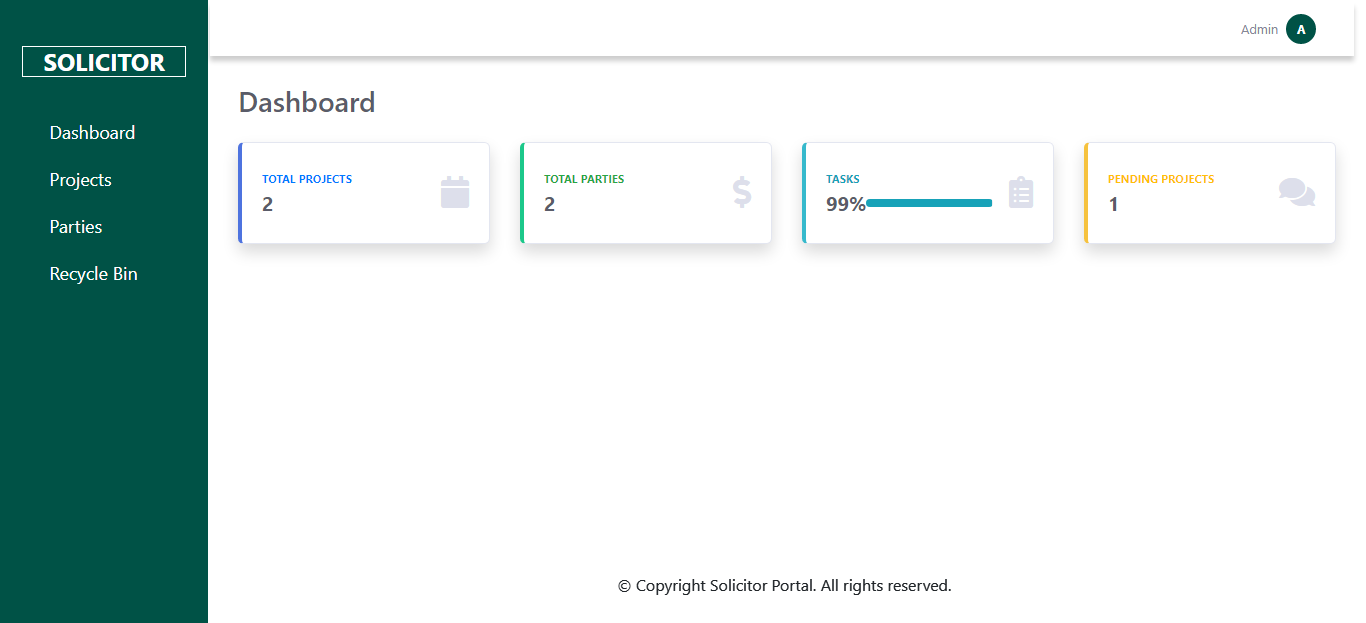 SOLICITOR
Dashboard
Projects
Parties
Recycle Bin
Admin A
Dashboard
TOTAL PROJECTS
2
TOTAL PARTIES
2
TASKS
99%
PENDING PROJECTS
1
© Copyright Solicitor Portal. All rights reserved.